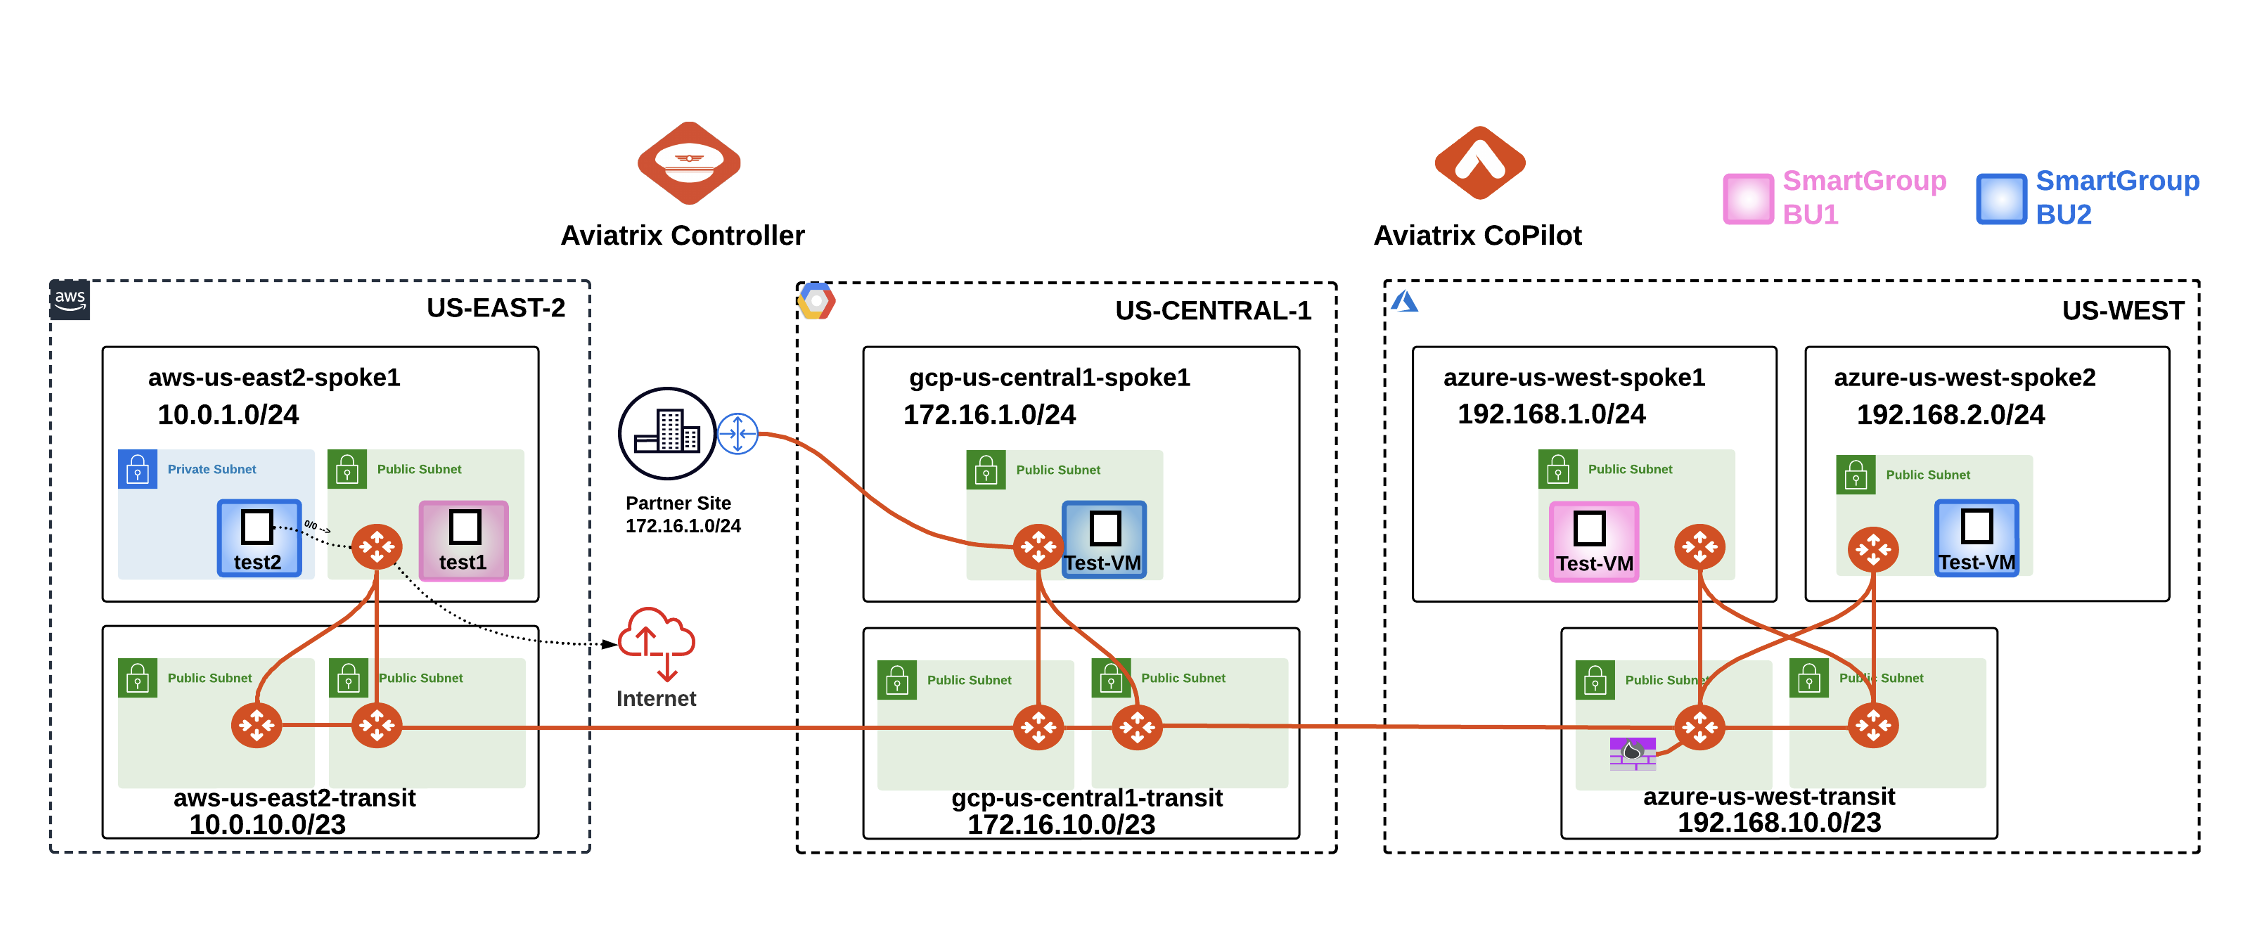 Aviatrix Controller
Aviatrix CoPilot
SmartGroup
BU1
SmartGroup
BU2
aws
US-EAST-2
aws-us-east2-spoke1
10.0.1.0/24
Private Subnet
Public Subnet
0/0 -->
test2
test1
Public Subnet
Public Subnet
aws-us-east2-transit
10.0.10.0/23
Partner Site
172.16.1.0/24
Internet
US-CENTRAL-1
gcp-us-central1-spoke1
172.16.1.0/24
Public Subnet
Test-VM
Public Subnet
Public Subnet
gcp-us-central1-transit
172.16.10.0/23
US-WEST
azure-us-west-spoke1
192.168.1.0/24
Public Subnet
Test-VM
azure-us-west-spoke2
192.168.2.0/24
Public Subnet
Test-VM
Public Subnet
Public Subnet
azure-us-west-transit
192.168.10.0/23